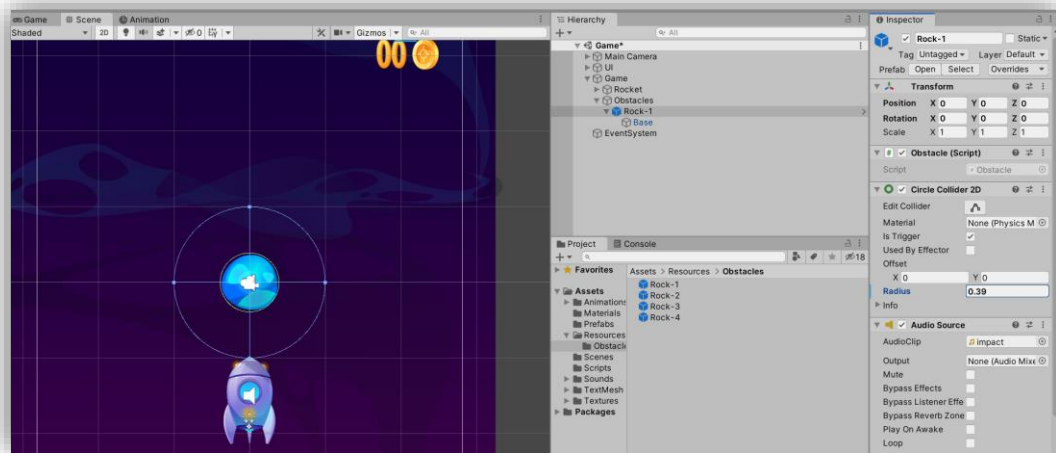 Game Scene Animation
Shaded 2D 0 Gizmos All
00
Hierarchy
All
Game*
Main Camera
UI
Game
Rocket
Obstacles
Rock-1
Base
EventSystem
Project Console
18
Favorites
Assets
Animations
Materials
Prefabs
Resources
Obstacl
Scenes
Scripts
Sounds
TextMesh
Textures
Packages
Assets > Resources > Obstacles
Rock-1
Rock-2
Rock-3
Rock-4
Inspector
Rock-1 Static
Tag Untagged Layer Default
Prefab Open Select Overrides
Transform
Position X 0 Y 0 Z 0
Rotation X 0 Y 0 Z 0
Scale X 1 Y 1 Z 1
Obstacle (Script)
Script Obstacle
Circle Collider 2D
Edit Collider
Material None (Physics M
Is Trigger
Used By Effector
Offset
X 0 Y 0
Radius 0.39
Info
Audio Source
AudioClip impact
Output None (Audio Mixe
Mute
Bypass Effects
Bypass Listener Effe
Bypass Reverb Zone
Play On Awake
Loop